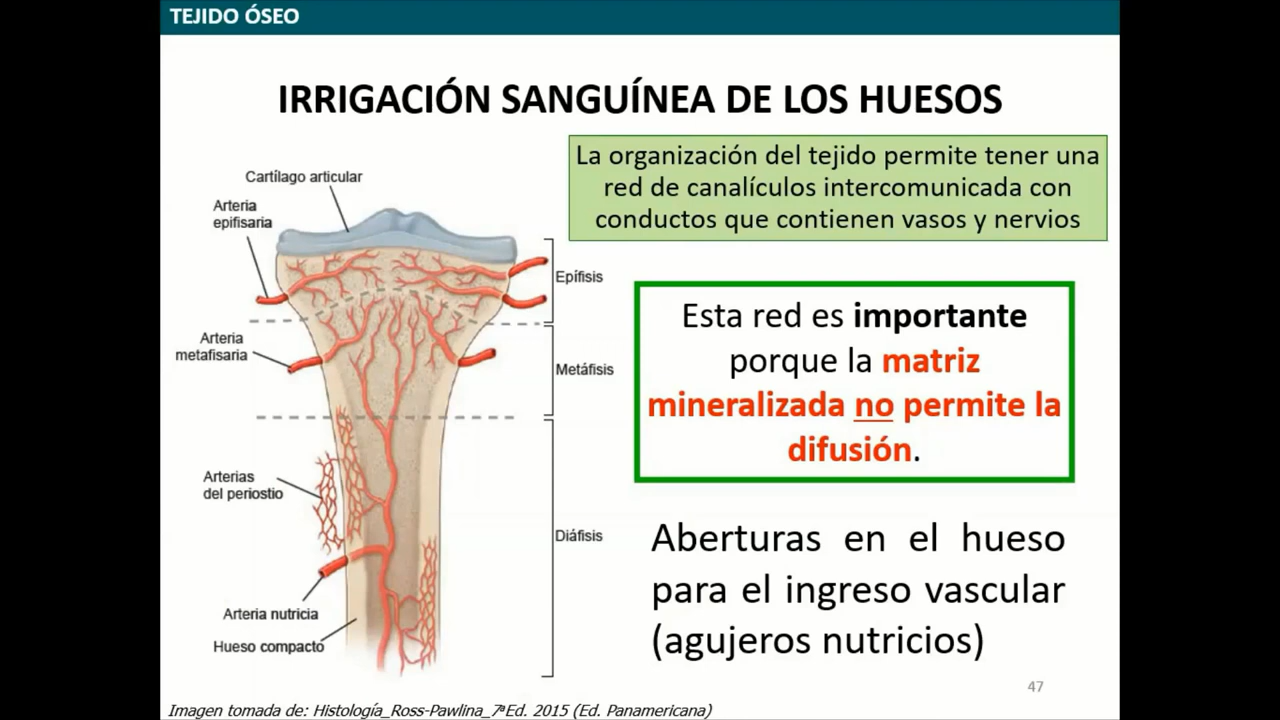 TEJIDO ÓSEO
IRRIGACIÓN SANGUÍNEA DE LOS HUESOS
La organización del tejido permite tener una
red de canalículos intercomunicada con
conductos que contienen vasos y nervios
Cartílago articular
Arteria
epifisaria
Epífisis
Arteria
metafisaria
Metáfisis
Arterias
del periostio
Diáfisis
Arteria nutricia
Hueso compacto
Esta red es importante
porque la matriz
mineralizada no permite la
difusión.
Aberturas en el hueso
para el ingreso vascular
(agujeros nutricios)
47
Imagen tomada de: Histología_Ross-Pawlina_7ªEd. 2015 (Ed. Panamericana)